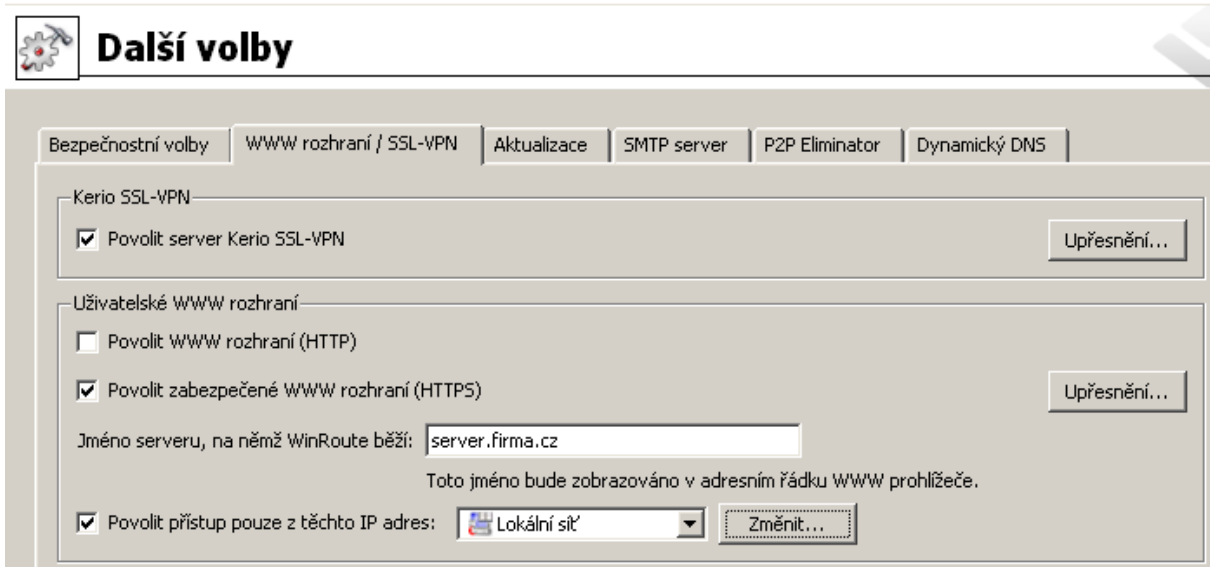 Další volby
Bezpečnostní volby WWW rozhraní / SSL-VPN Aktualizace SMTP server P2P Eliminator Dynamický DNS
Kerio SSL-VPN
Povolit server Kerio SSL-VPN Upřesnění...
Uživatelské WWW rozhraní
Povolit WWW rozhraní (HTTP)
Povolit zabezpečené WWW rozhraní (HTTPS) Upřesnění...
Jméno serveru, na němž WinRoute běží: server.firma.cz
Toto jméno bude zobrazováno v adresním řádku WWW prohlížeče.
Povolit přístup pouze z těchto IP adres: Lokální síť Změnit...